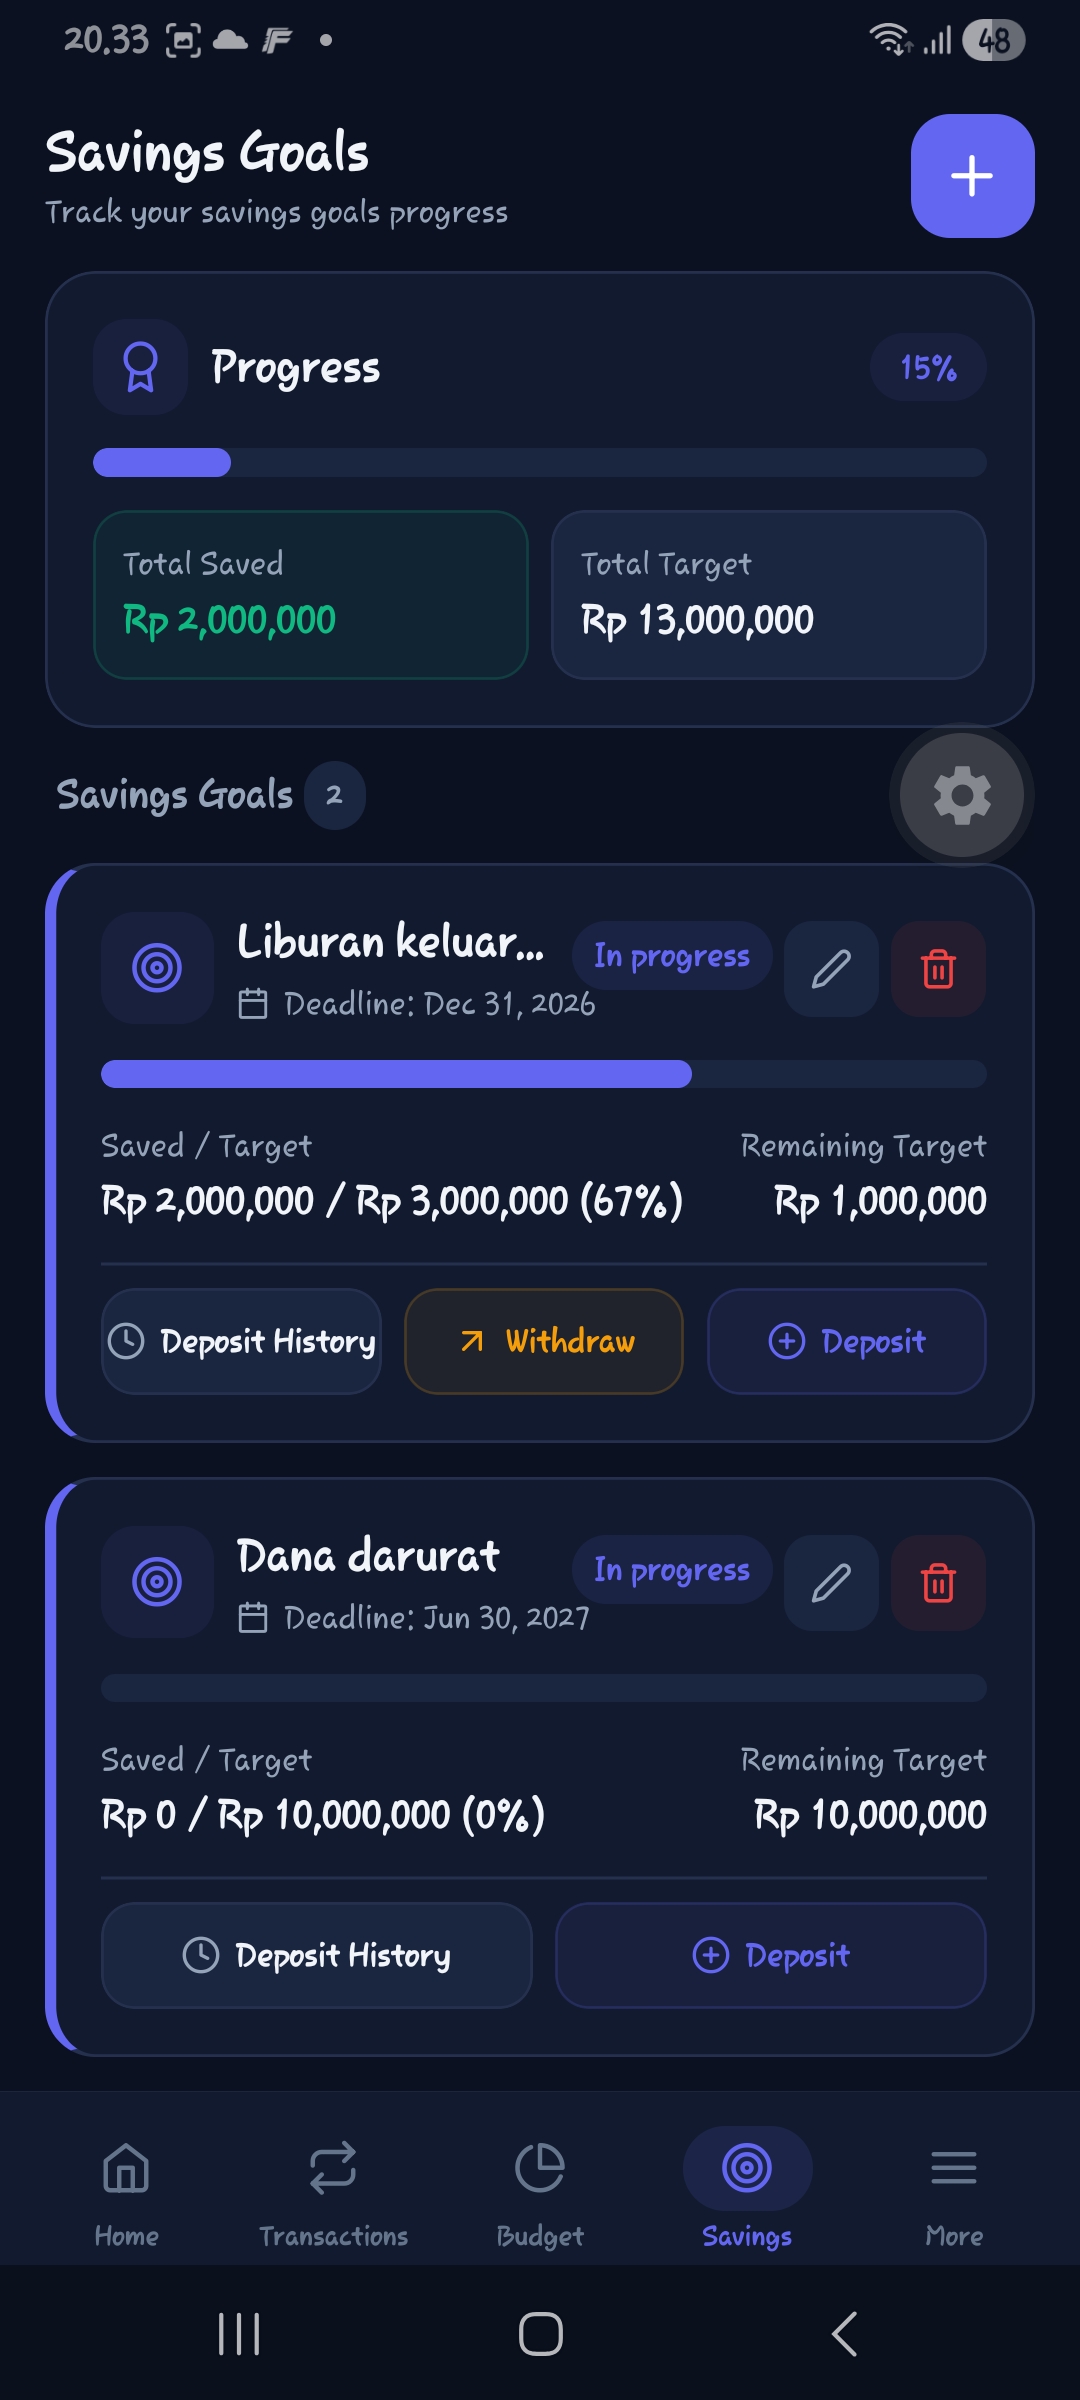 20.33
48
Savings Goals
Track your savings goals progress
Progress
15%
Total Saved
Rp 2,000,000
Total Target
Rp 13,000,000
Savings Goals 2
Liburan keluar...
In progress
Deadline: Dec 31, 2026
Saved / Target
Remaining Target
Rp 2,000,000 / Rp 3,000,000 (67%)
Rp 1,000,000
Deposit History
Withdraw
Deposit
Dana darurat
In progress
Deadline: Jun 30, 2027
Saved / Target
Remaining Target
Rp 0 / Rp 10,000,000 (0%)
Rp 10,000,000
Deposit History
Deposit
Home
Transactions
Budget
Savings
More